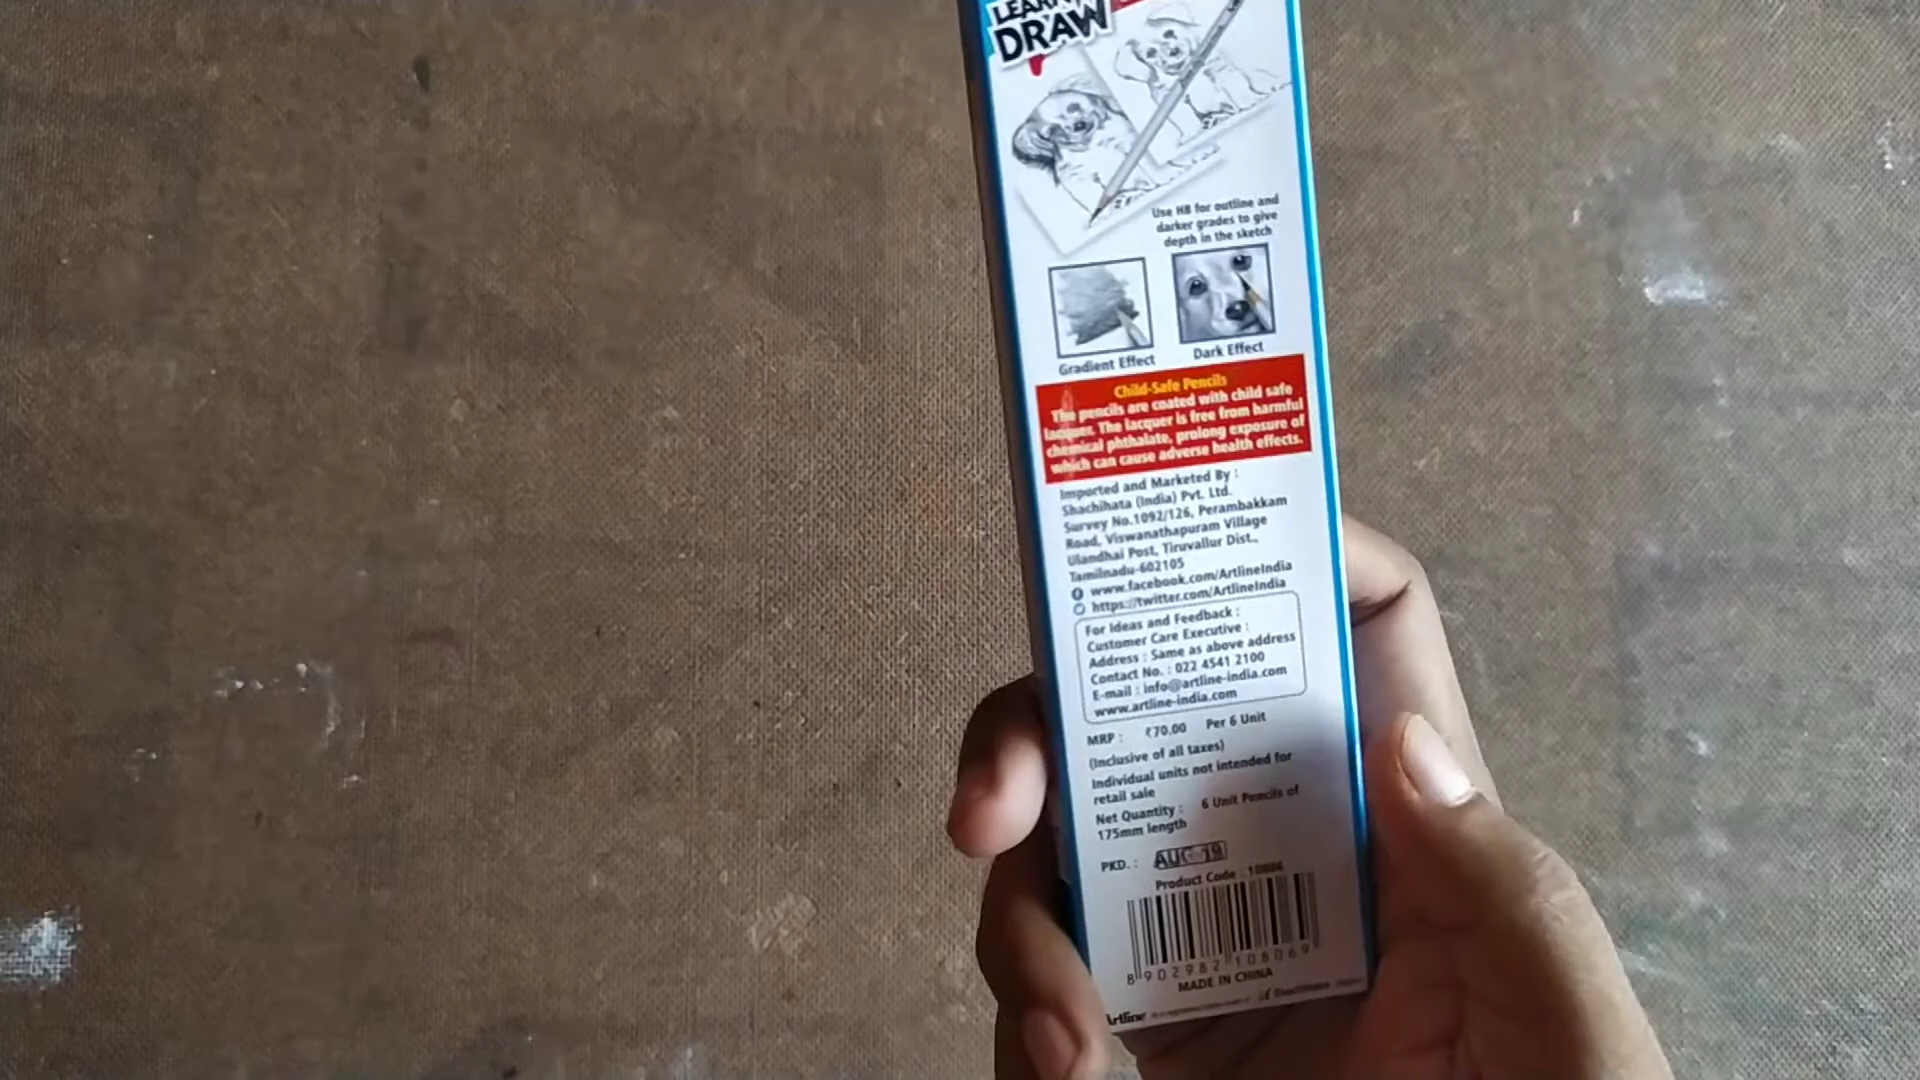 LEARN
DRAW
Use HB for outline and
darker grades to give
depth in the sketch
Gradient Effect
Dark Effect
Child-Safe Pencils
The pencils are coated with child safe
lacquer. The lacquer is free from harmful
chemical phthalate, prolong exposure of
which can cause adverse health effects.
Imported and Marketed By :
Shachihata (India) Pvt. Ltd.
Survey No.1092/126, Perambakkam
Road, Viswanathapuram Village
Ulandhai Post, Tiruvallur Dist.,
Tamilnadu-602105
www.facebook.com/ArtlineIndia
https://twitter.com/ArtlineIndia
For Ideas and Feedback :
Customer Care Executive :
Address : Same as above address
Contact No. : 022 4541 2100
E-mail : info@artline-india.com
www.artline-india.com
MRP : ₹70.00 Per 6 Unit
(Inclusive of all taxes)
Individual units not intended for
retail sale
Net Quantity : 6 Unit Pencils of
175mm length
PKD. : AUG 19
Product Code : 10806
8 902982 108069
MADE IN CHINA
Artline